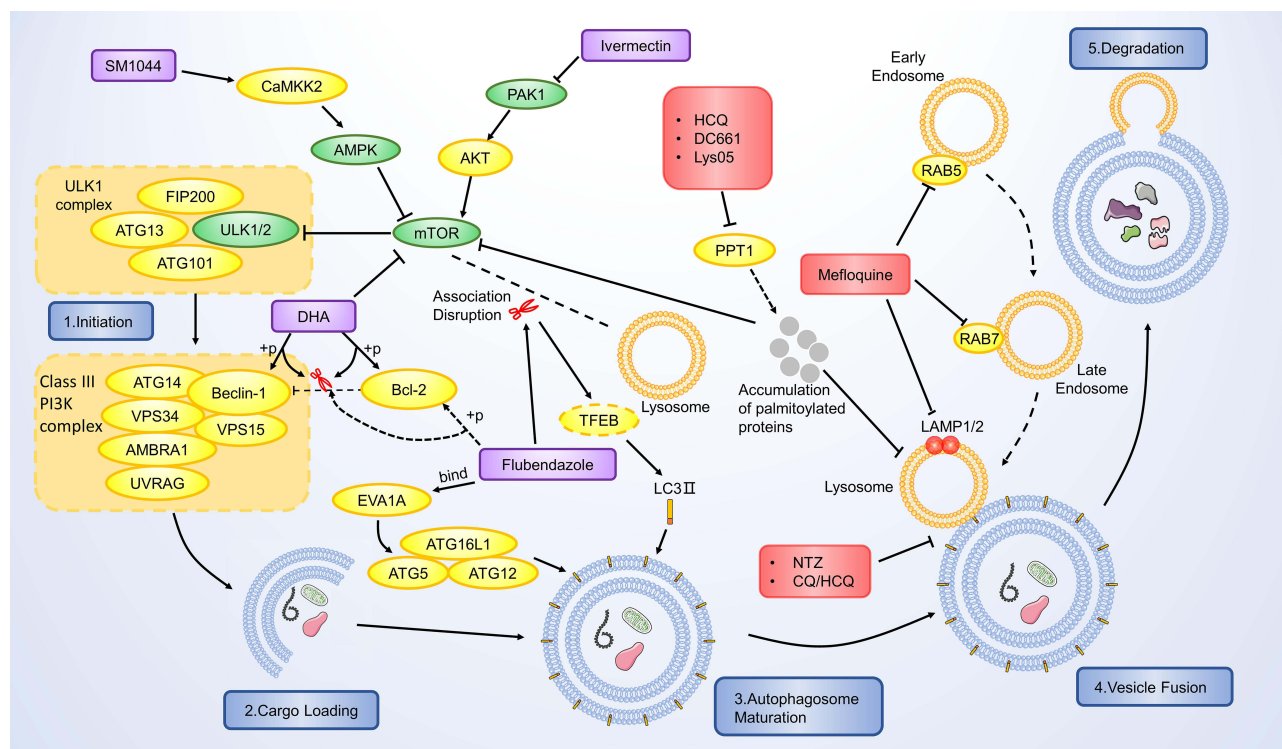 SM1044
CaMKK2
AMPK
Ivermectin
PAK1
AKT
mTOR
ULK1
complex
FIP200
ATG13
ULK1/2
ATG101
1.Initiation
DHA
+p
+p
Class III
PI3K
complex
ATG14
Beclin-1
VPS34
VPS15
AMBRA1
UVRAG
Bcl-2
+p
Association
Disruption
Lysosome
TFEB
Flubendazole
bind
EVA1A
LC3Ⅱ
ATG16L1
ATG5
ATG12
2.Cargo Loading
3.Autophagosome
Maturation
• HCQ
• DC661
• Lys05
PPT1
Accumulation
of palmitoylated
proteins
Early
Endosome
RAB5
Mefloquine
RAB7
Late
Endosome
LAMP1/2
Lysosome
• NTZ
• CQ/HCQ
4.Vesicle Fusion
5.Degradation